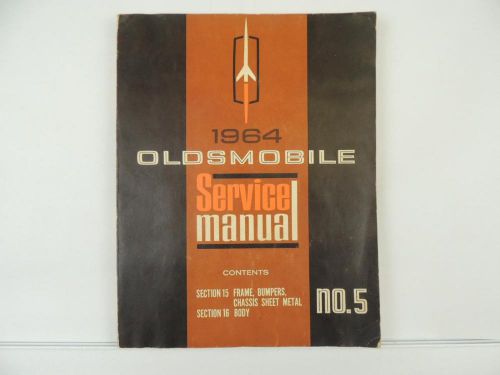 1964
OLDSMOBILE
Service
manual
CONTENTS
SECTION 15 FRAME, BUMPERS,
CHASSIS SHEET METAL
SECTION 16 BODY
no.5